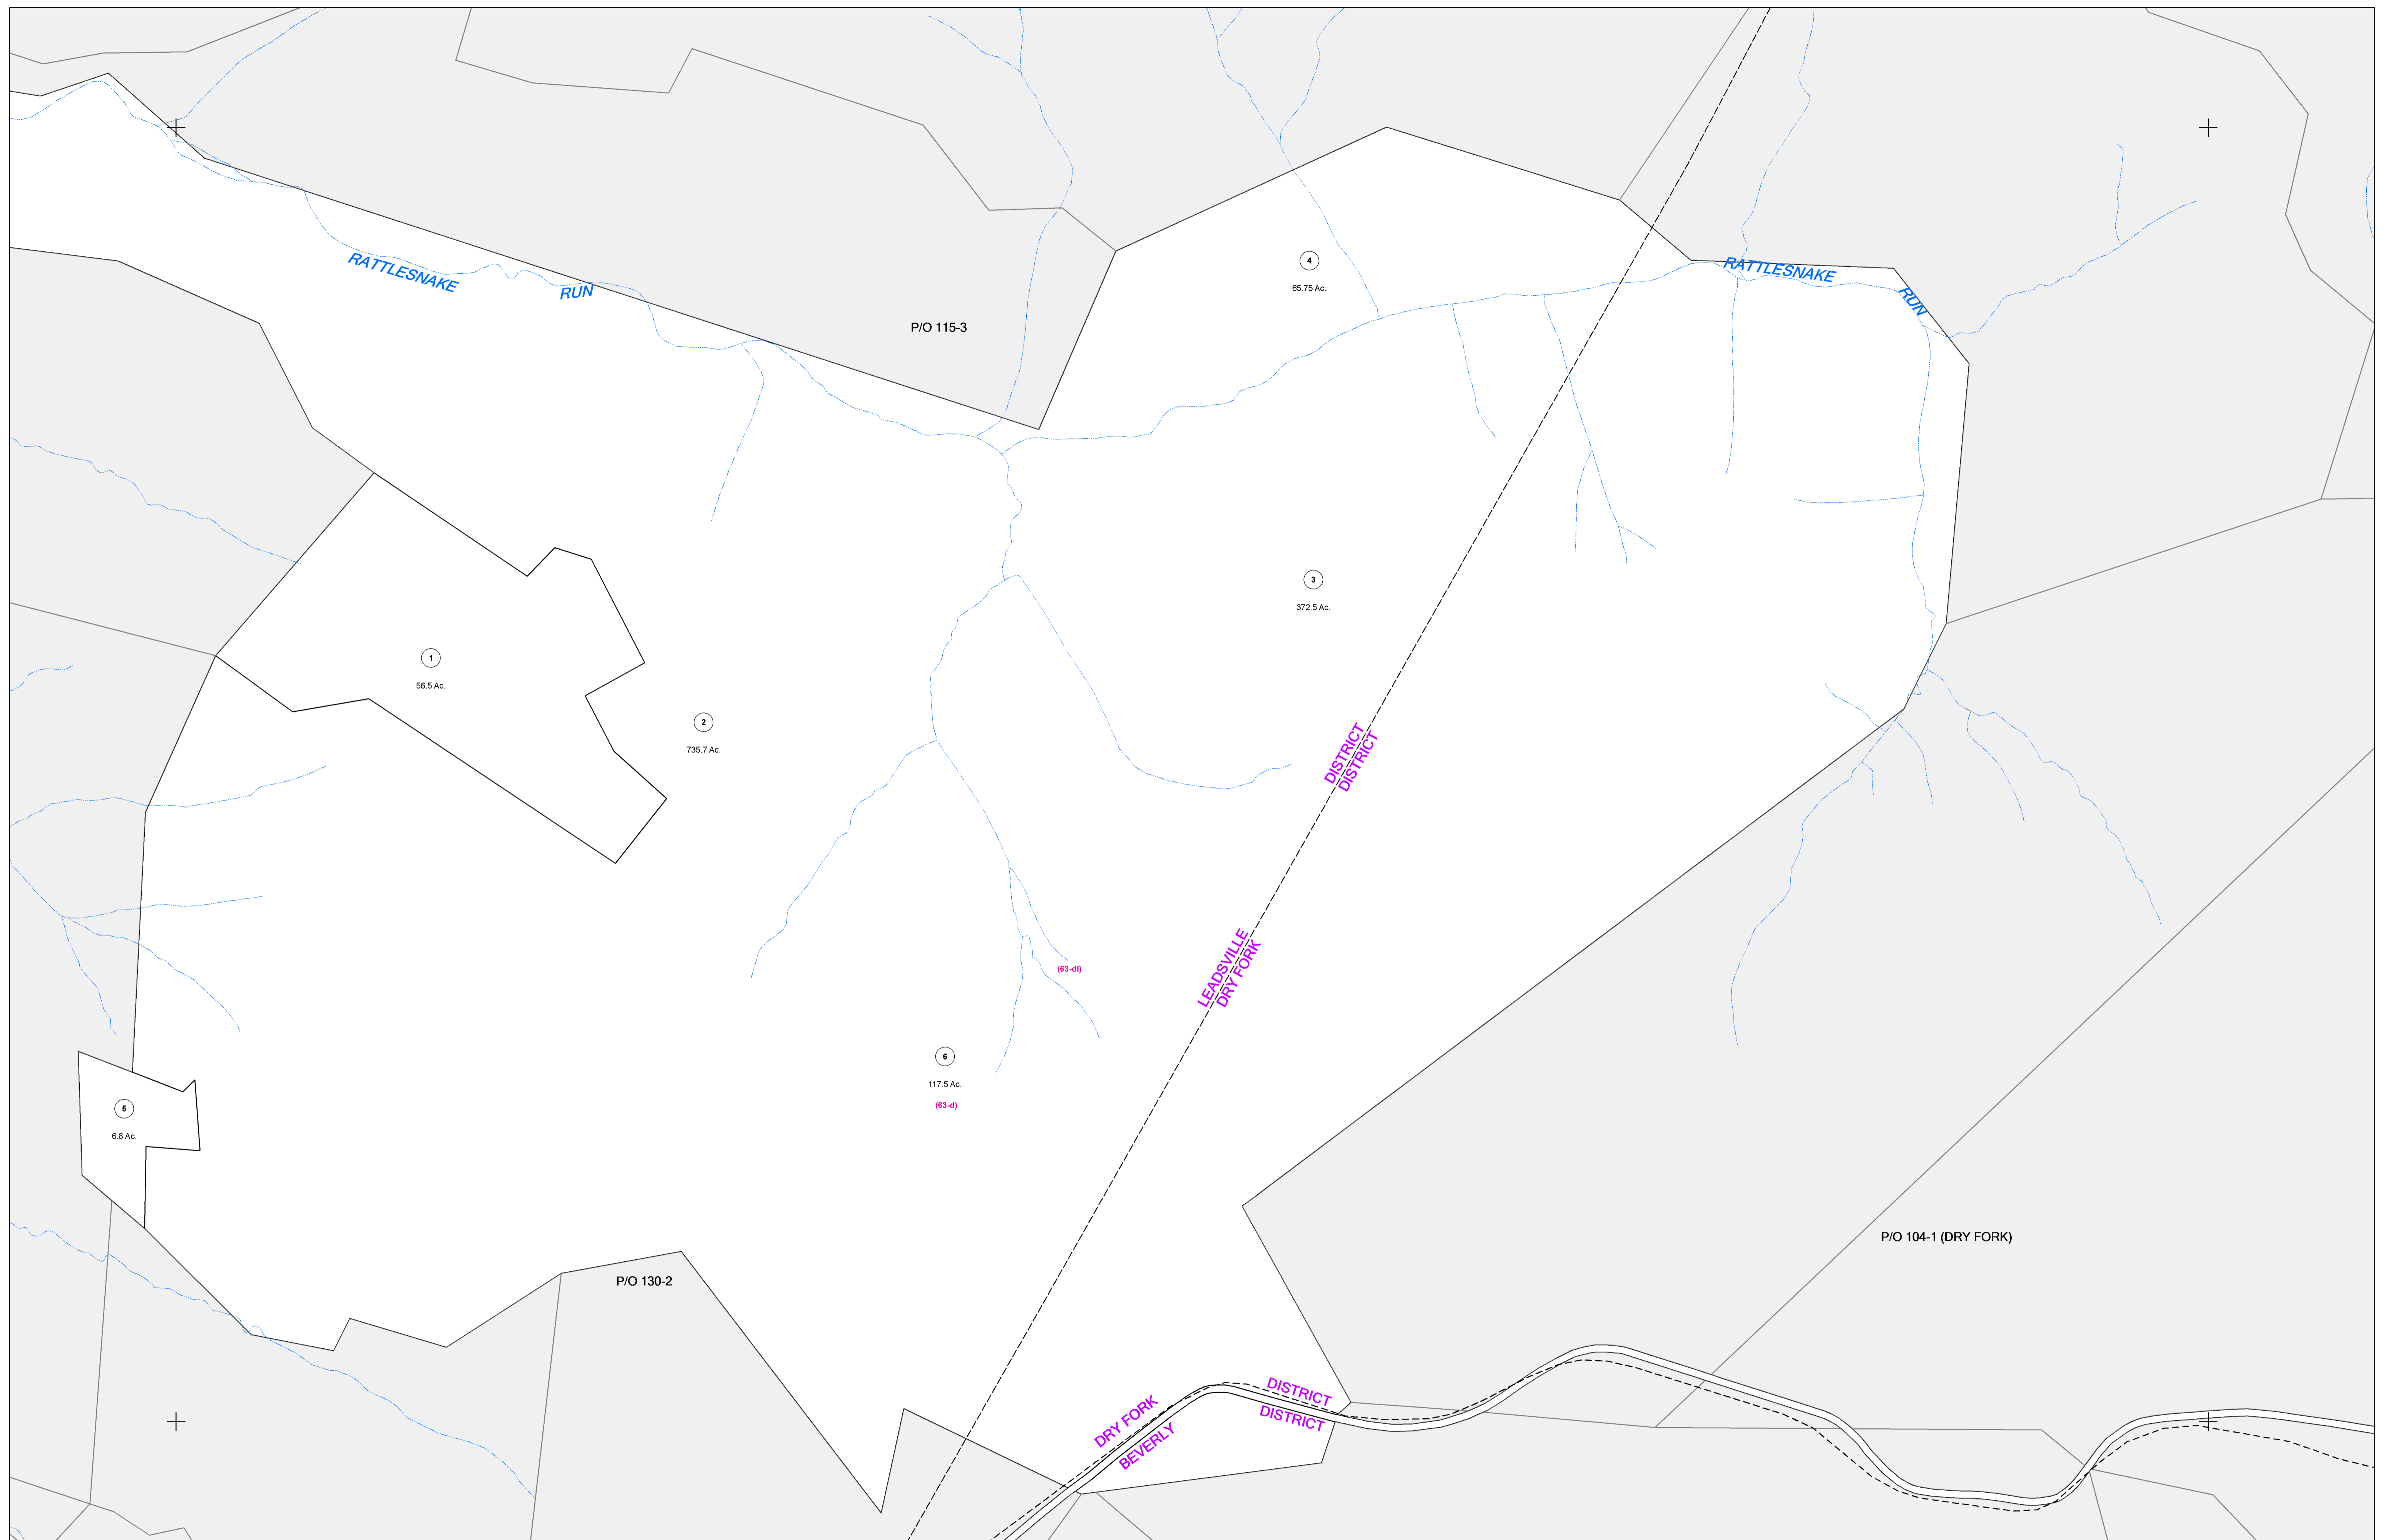 RATTLESNAKE
RUN
4
65.75 Ac.
RATTLESNAKE
RUN
P/O 115-3
3
372.5 Ac.
1
56.5 Ac.
2
735.7 Ac.
DISTRICT
DISTRICT
LEADSVILLE
DRY FORK
(63-dl)
6
117.5 Ac.
(63-d)
5
6.8 Ac.
P/O 104-1 (DRY FORK)
P/O 130-2
DRY FORK
DISTRICT
BEVERLY
DISTRICT